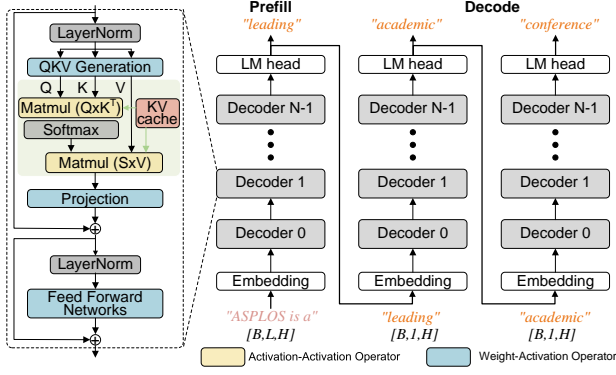 Prefill
Decode
"leading"
"academic"
"conference"
LayerNorm
QKV Generation
Q
K
V
Matmul (QxK^T)
KV
cache
Softmax
Matmul (SxV)
Projection
LayerNorm
Feed Forward
Networks
LM head
LM head
LM head
Decoder N-1
Decoder N-1
Decoder N-1
Decoder 1
Decoder 1
Decoder 1
Decoder 0
Decoder 0
Decoder 0
Embedding
Embedding
Embedding
"ASPLOS is a"
"leading"
"academic"
[B,L,H]
[B,1,H]
[B,1,H]
Activation-Activation Operator
Weight-Activation Operator